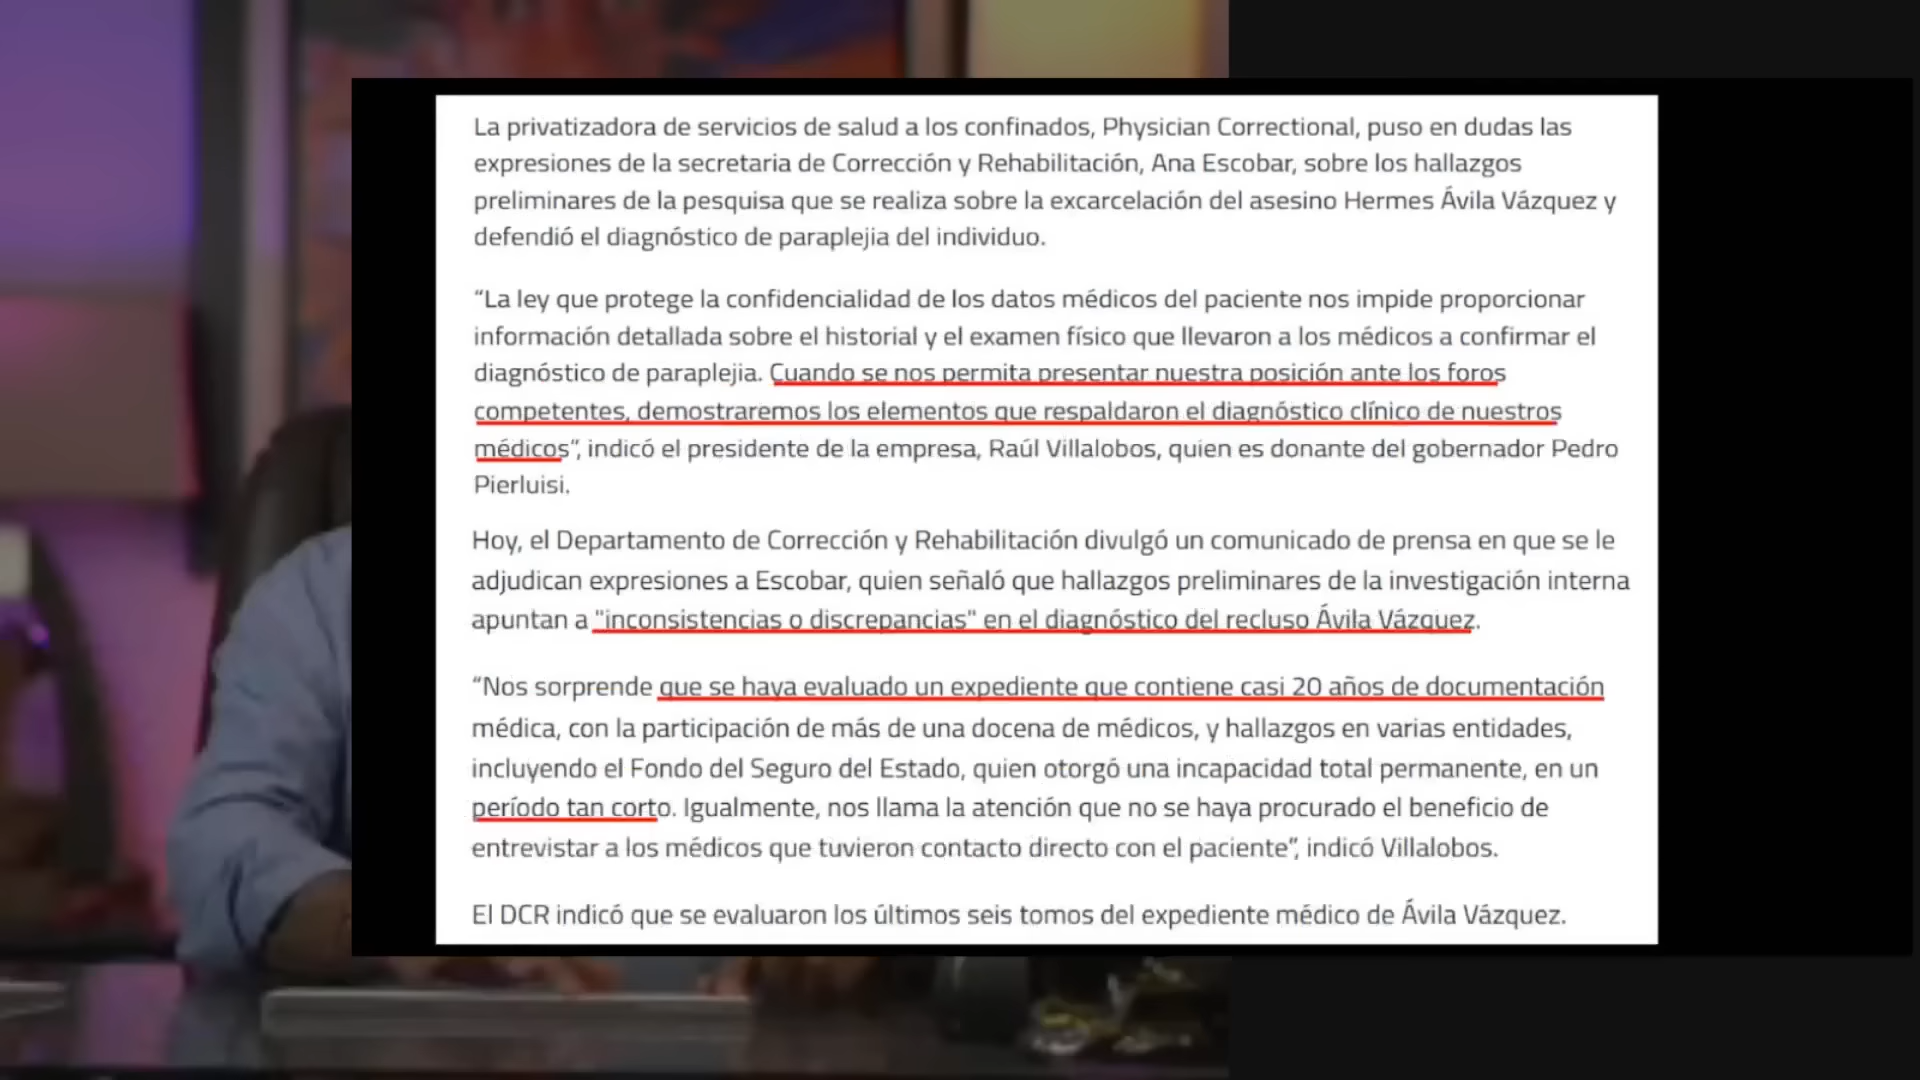 La privatizadora de servicios de salud a los confinados, Physician Correctional, puso en dudas las
expresiones de la secretaria de Corrección y Rehabilitación, Ana Escobar, sobre los hallazgos
preliminares de la pesquisa que se realiza sobre la excarcelación del asesino Hermes Ávila Vázquez y
defendió el diagnóstico de paraplejia del individuo.
“La ley que protege la confidencialidad de los datos médicos del paciente nos impide proporcionar
información detallada sobre el historial y el examen físico que llevaron a los médicos a confirmar el
diagnóstico de paraplejia. Cuando se nos permita presentar nuestra posición ante los foros
competentes, demostraremos los elementos que respaldaron el diagnóstico clínico de nuestros
médicos”, indicó el presidente de la empresa, Raúl Villalobos, quien es donante del gobernador Pedro
Pierluisi.
Hoy, el Departamento de Corrección y Rehabilitación divulgó un comunicado de prensa en que se le
adjudican expresiones a Escobar, quien señaló que hallazgos preliminares de la investigación interna
apuntan a "inconsistencias o discrepancias" en el diagnóstico del recluso Ávila Vázquez.
“Nos sorprende que se haya evaluado un expediente que contiene casi 20 años de documentación
médica, con la participación de más de una docena de médicos, y hallazgos en varias entidades,
incluyendo el Fondo del Seguro del Estado, quien otorgó una incapacidad total permanente, en un
período tan corto. Igualmente, nos llama la atención que no se haya procurado el beneficio de
entrevistar a los médicos que tuvieron contacto directo con el paciente”, indicó Villalobos.
El DCR indicó que se evaluaron los últimos seis tomos del expediente médico de Ávila Vázquez.